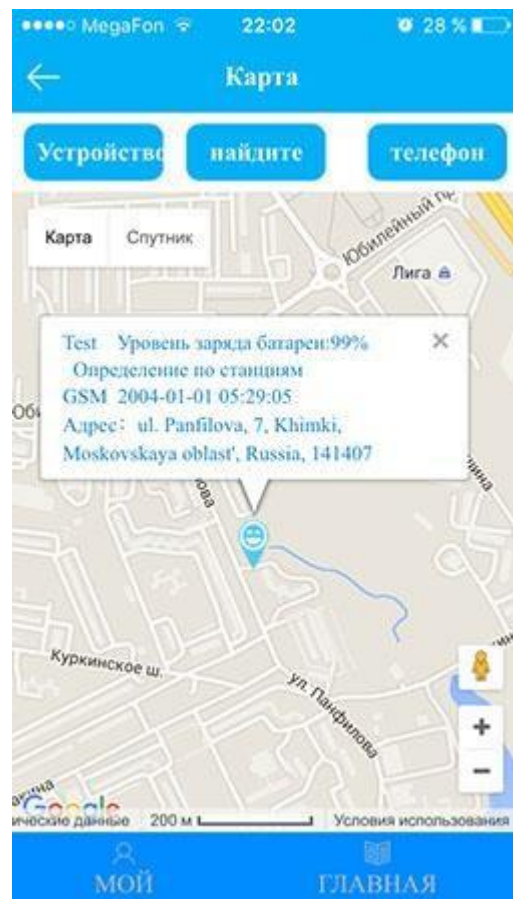 MegaFon 22:02 28 %
Карта
Устройство найдите телефон
Карта Спутник
Юбилейный пр
Лига
Test Уровень заряда батареи:99%
Определение по станциям
GSM 2004-01-01 05:29:05
Адрес: ul. Panfilova, 7, Khimki,
Moskovskaya oblast', Russia, 141407
Куркинское ш.
ул. Панфилова
Google
ические данные 200 м Условия использования
МОЙ ГЛАВНАЯ